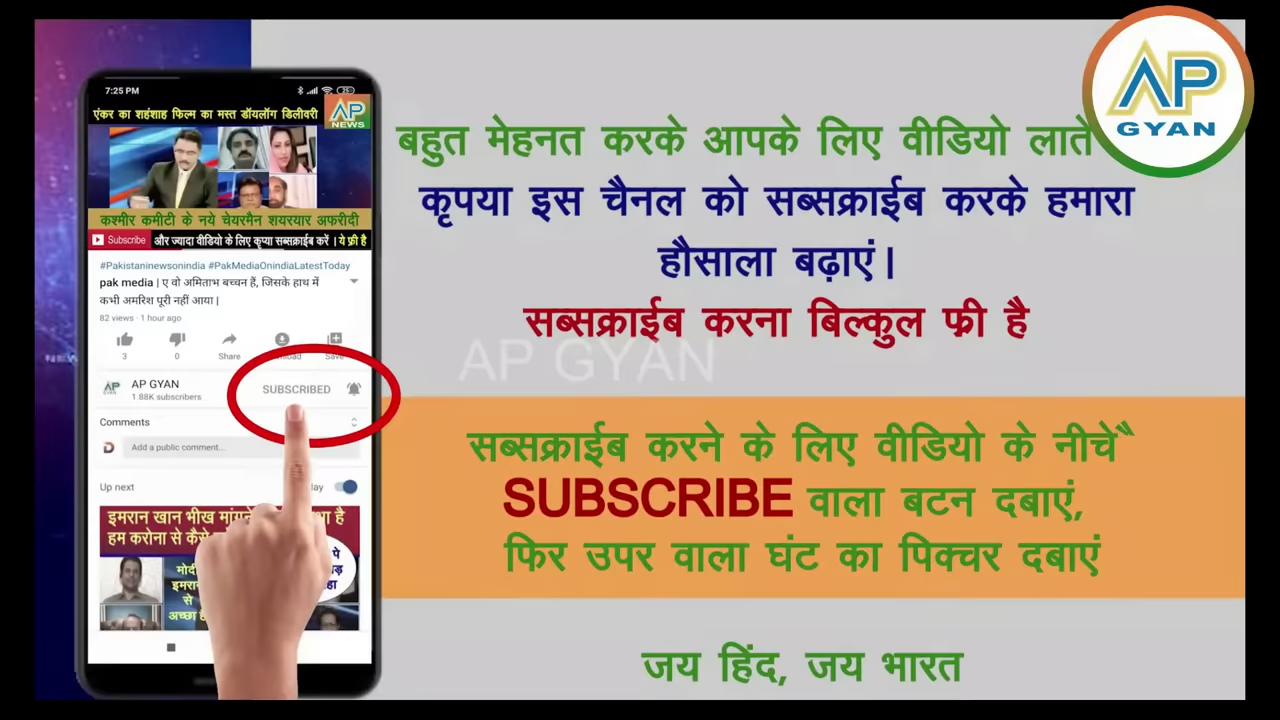 AP
GYAN
7:25 PM
एंकर का शहंशाह फिल्म का मस्त डॉयलॉग डिलीवरी
AP
NEWS
कश्मीर कमीटी के नये चेयरमैन शयरयार अफरीदी
Subscribe और ज्यादा वीडियो के लिए कृप्या सब्सक्राईब करें । ये फ्री है
#Pakistaninewsonindia #PakMediaOnindiaLatestToday
pak media | ए वो अमिताभ बच्चन हैं, जिसके हाथ में
कभी अमरिश पूरी नहीं आया |
82 views · 1 hour ago
3 0 Share Save
AP GYAN
1.88K subscribers
SUBSCRIBED
Comments
Add a public comment...
Up next
इमरान खान भीख मांगने है
हम करोना से कैसे
मोदी
इमरान
से
अच्छा
बहुत मेहनत करके आपके लिए वीडियो लाते
कृपया इस चैनल को सब्सक्राईब करके हमारा
हौसाला बढ़ाएं|
सब्सक्राईब करना बिल्कुल फ्री है
AP GYAN
सब्सक्राईब करने के लिए वीडियो के नीचे"
SUBSCRIBE वाला बटन दबाएं,
फिर उपर वाला घंट का पिक्चर दबाएं
जय हिंद, जय भारत